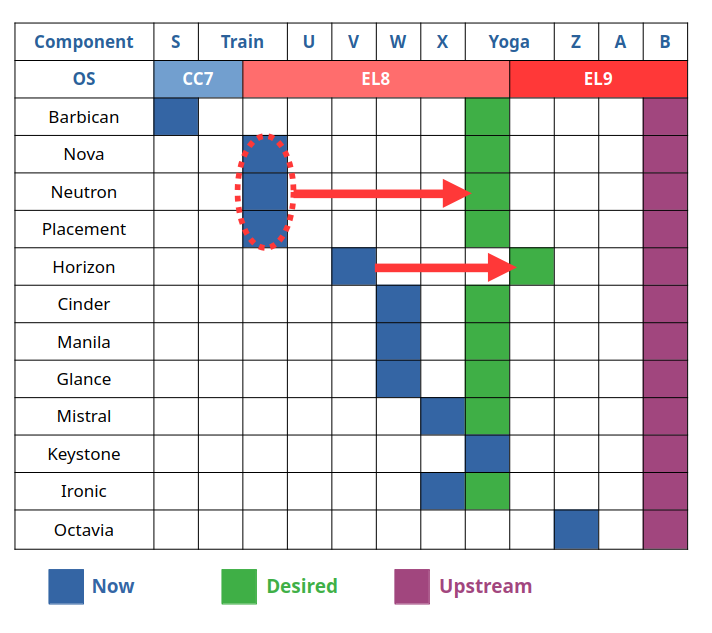 Component S Train U V W X Yoga Z A B
OS CC7 EL8 EL9
Barbican
Nova
Neutron
Placement
Horizon
Cinder
Manila
Glance
Mistral
Keystone
Ironic
Octavia
Now Desired Upstream